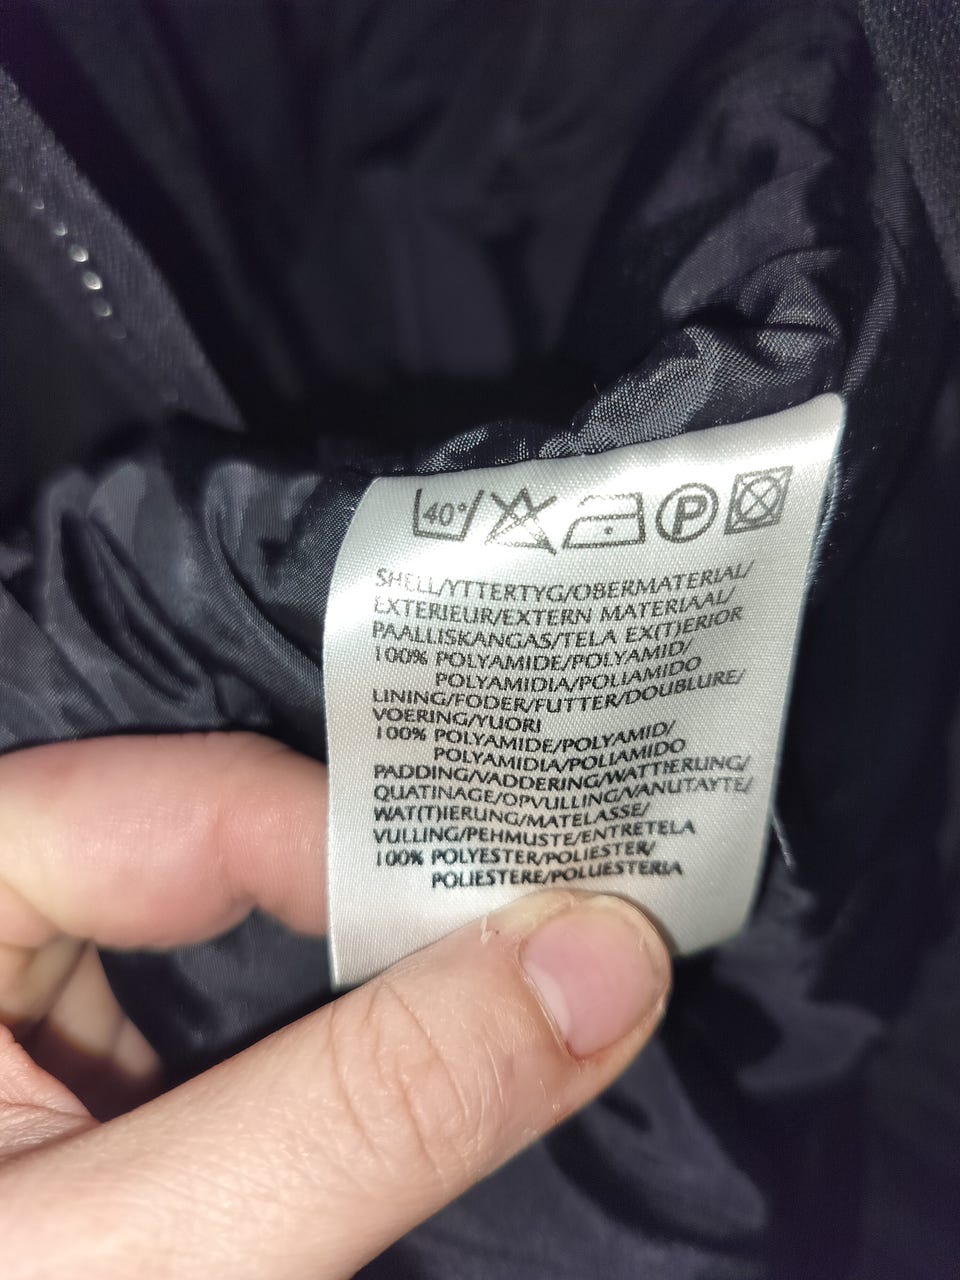 40° P
SHELL/YTTERTYG/OBERMATERIAL/
EXTERIEUR/EXTERN MATERIAAL/
PAALLISKANGAS/TELA EX(T)ERIOR
100% POLYAMIDE/POLYAMID/
POLYAMIDIA/POLIAMIDO
LINING/FODER/FUTTER/DOUBLURE/
VOERING/YUORI
100% POLYAMIDE/POLYAMID/
POLYAMIDIA/POLIAMIDO
PADDING/VADDERING/WATTIERUNG/
QUATINAGE/OPVULLING/VANUTAYTE/
WAT(T)IERUNG/MATELASSE/
VULLING/PEHMUSTE/ENTRETELA
100% POLYESTER/POLIESTER/
POLIESTERE/POLUESTERIA